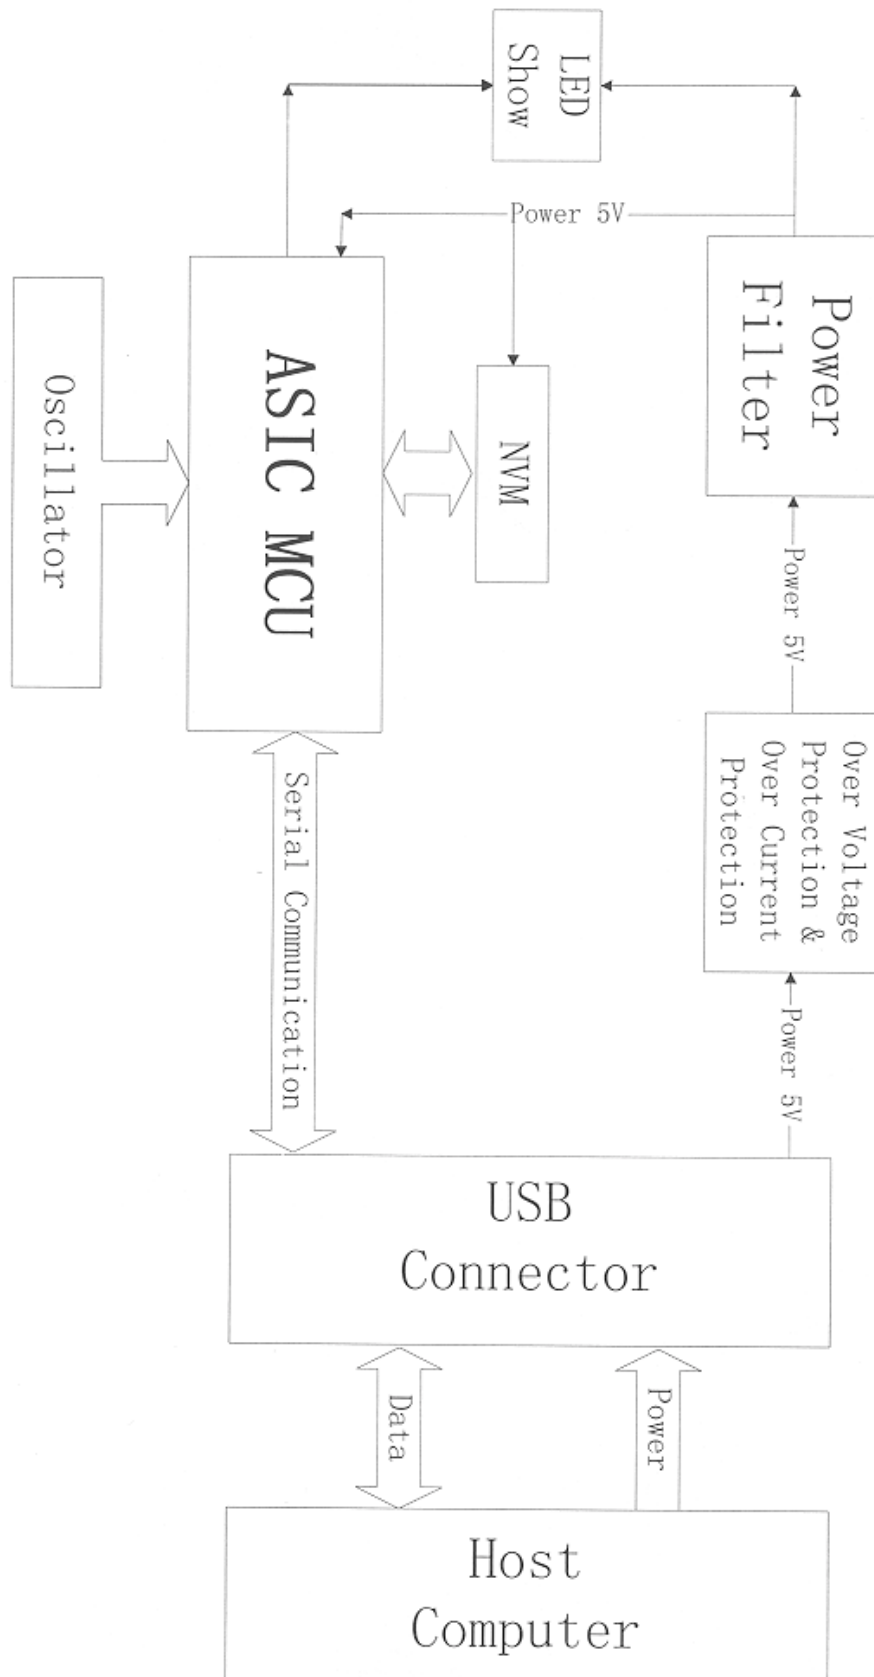 LED
Show
Power 5V
Power
Filter
ASIC MCU
Oscillator
NVM
Power 5V
Over Voltage
Protection &
Over Current
Protection
Serial Communication
Power 5V
USB
Connector
Data
Power
Host
Computer